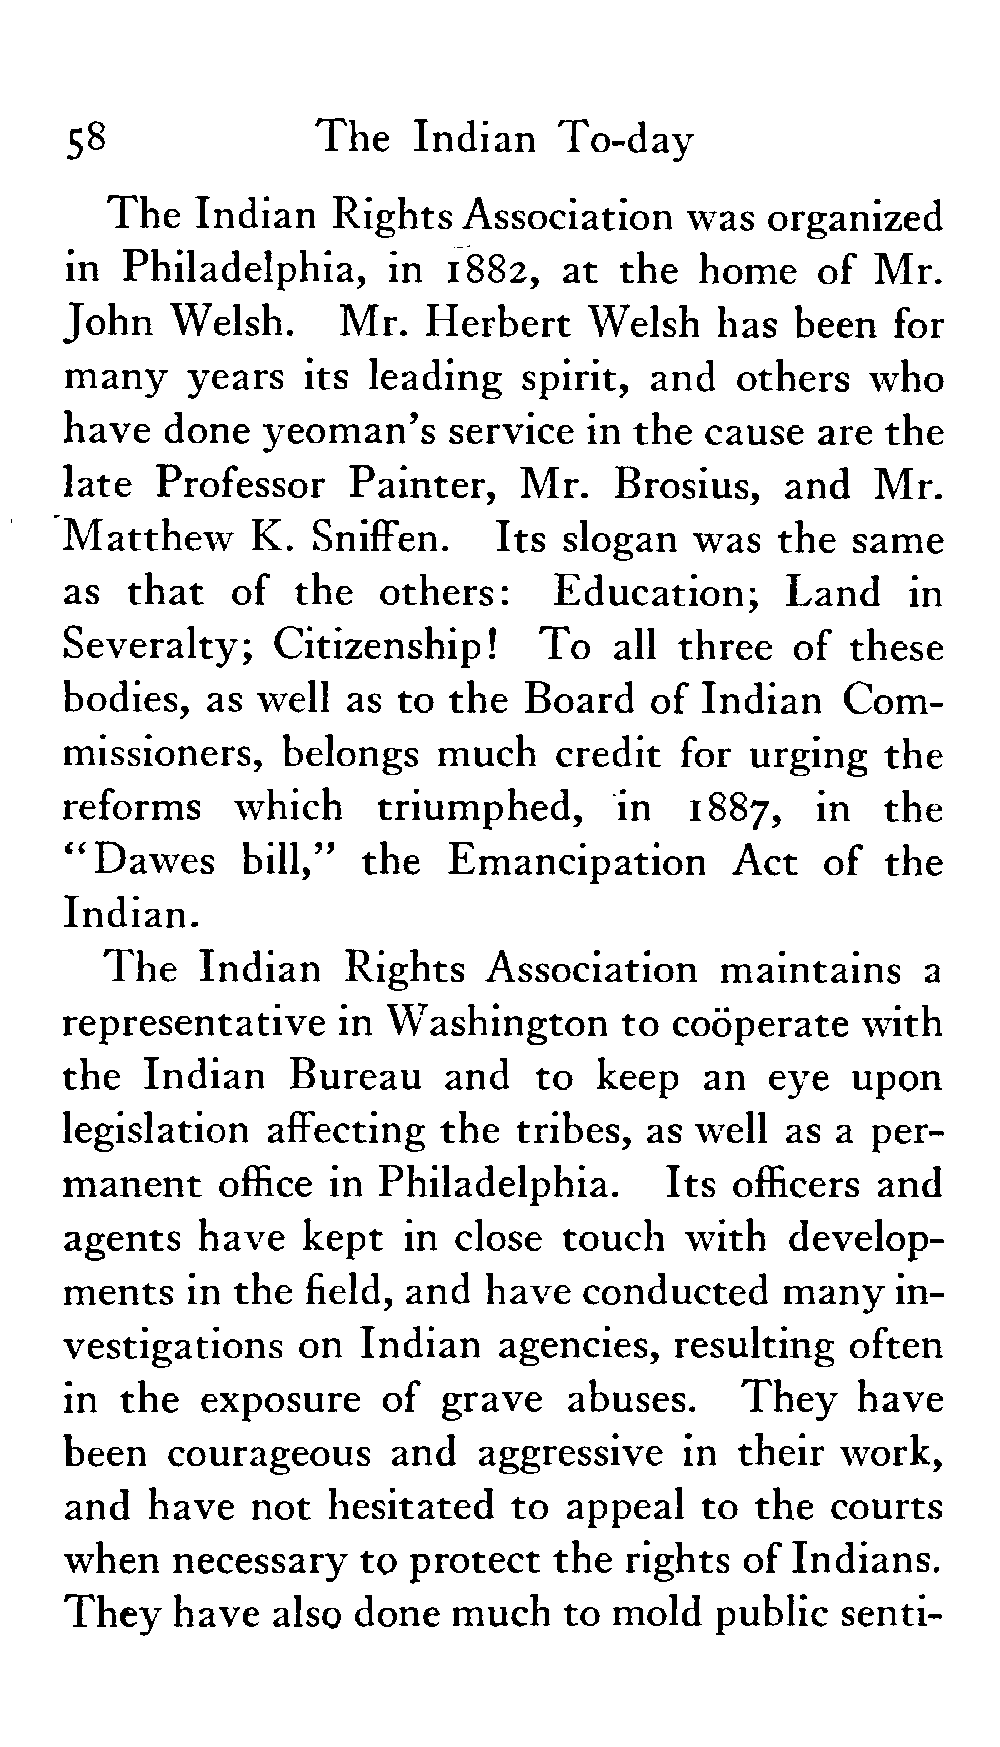 58 The Indian To-day
The Indian Rights Association was organized
in Philadelphia, in 1882, at the home of Mr.
John Welsh. Mr. Herbert Welsh has been for
many years its leading spirit, and others who
have done yeoman's service in the cause are the
late Professor Painter, Mr. Brosius, and Mr.
Matthew K. Sniffen. Its slogan was the same
as that of the others: Education; Land in
Severalty; Citizenship! To all three of these
bodies, as well as to the Board of Indian Com-
missioners, belongs much credit for urging the
reforms which triumphed, in 1887, in the
“Dawes bill,” the Emancipation Act of the
Indian.
The Indian Rights Association maintains a
representative in Washington to coöperate with
the Indian Bureau and to keep an eye upon
legislation affecting the tribes, as well as a per-
manent office in Philadelphia. Its officers and
agents have kept in close touch with develop-
ments in the field, and have conducted many in-
vestigations on Indian agencies, resulting often
in the exposure of grave abuses. They have
been courageous and aggressive in their work,
and have not hesitated to appeal to the courts
when necessary to protect the rights of Indians.
They have also done much to mold public senti-